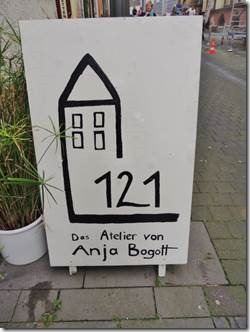 121
Das Atelier von
Anja Bogott